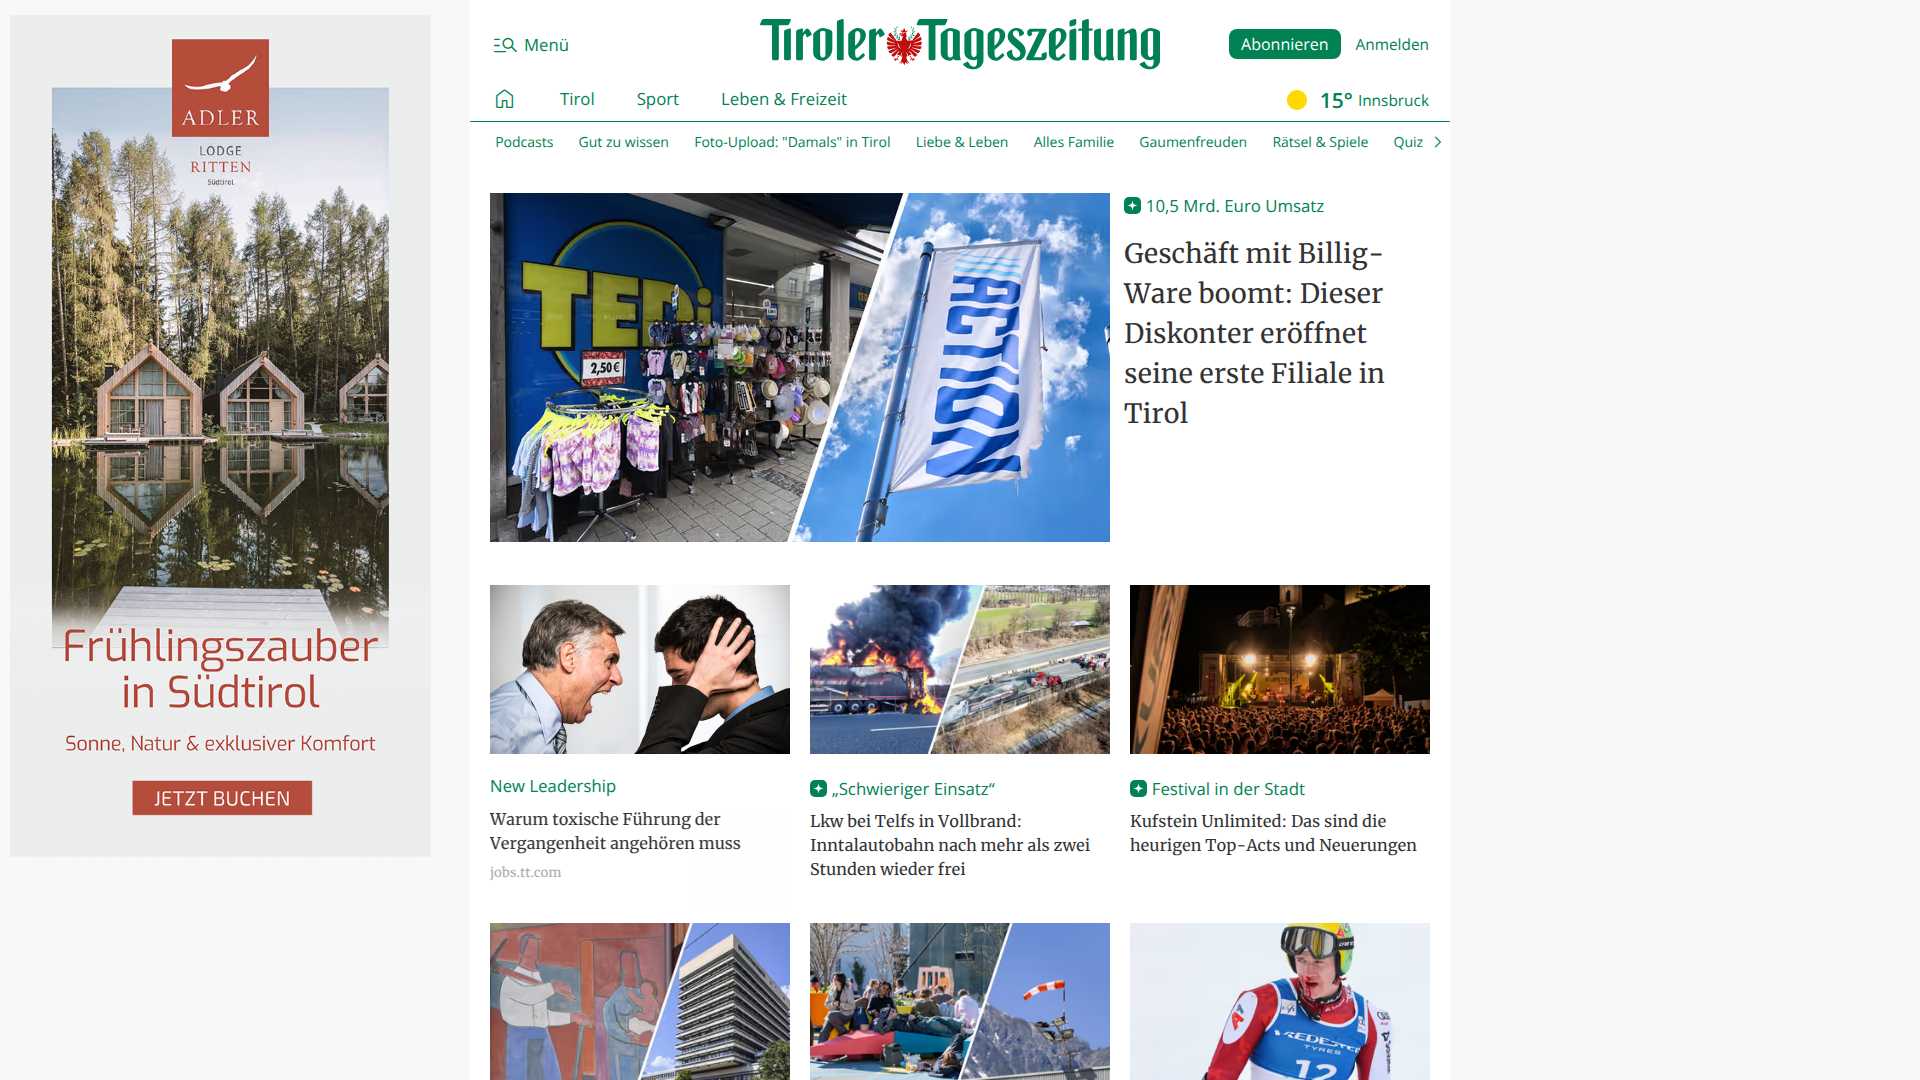 ADLER
LODGE
RITTEN
Südtirol
Frühlingszauber
in Südtirol
Sonne, Natur & exklusiver Komfort
JETZT BUCHEN
Menü
Tiroler Tageszeitung
Abonnieren
Anmelden
Tirol
Sport
Leben & Freizeit
15° Innsbruck
Podcasts
Gut zu wissen
Foto-Upload: "Damals" in Tirol
Liebe & Leben
Alles Familie
Gaumenfreuden
Rätsel & Spiele
Quiz
TEDi
2,50 €
ACTION
10,5 Mrd. Euro Umsatz
Geschäft mit Billig-
Ware boomt: Dieser
Diskonter eröffnet
seine erste Filiale in
Tirol
New Leadership
Warum toxische Führung der
Vergangenheit angehören muss
jobs.tt.com
„Schwieriger Einsatz“
Lkw bei Telfs in Vollbrand:
Inntalautobahn nach mehr als zwei
Stunden wieder frei
Festival in der Stadt
Kufstein Unlimited: Das sind die
heurigen Top-Acts und Neuerungen
A1
TYRES
12